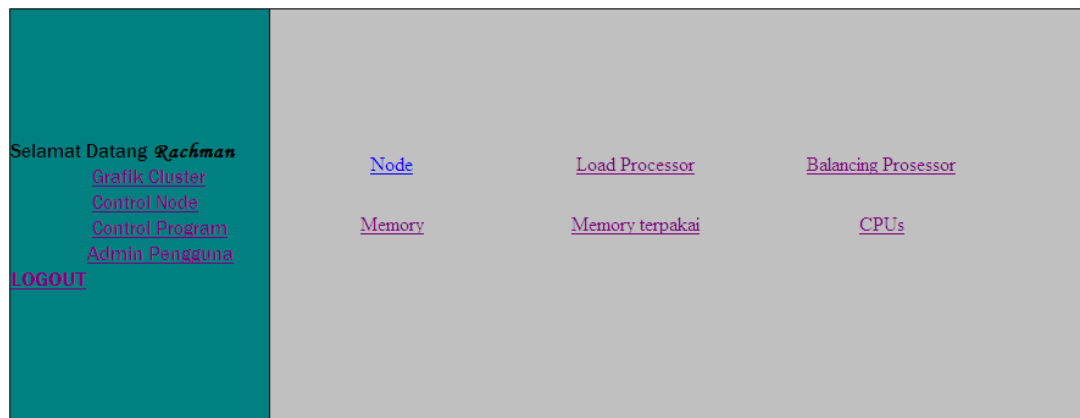 Selamat Datang Rachman
Grafik Cluster
Control Node
Control Program
Admin Pengguna
LOGOUT
Node Load Processor Balancing Prosessor
Memory Memory terpakai CPUs